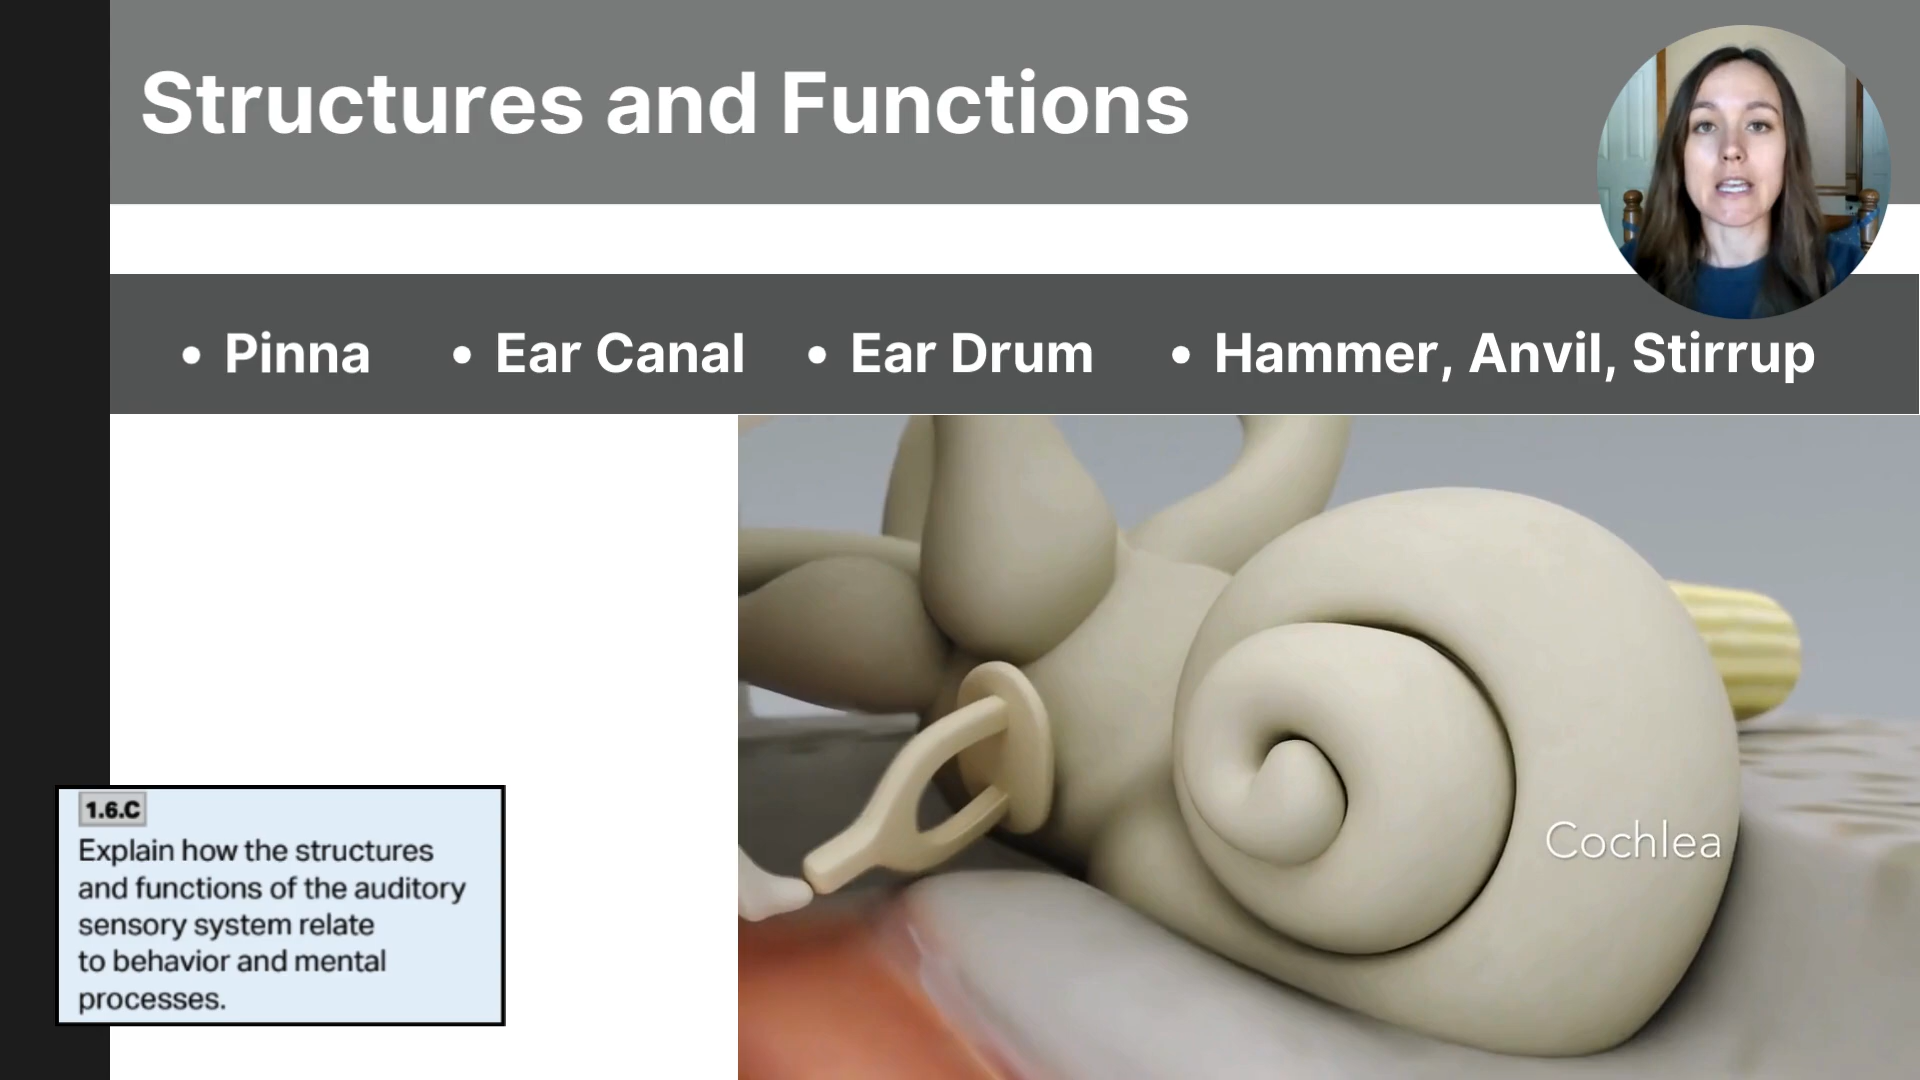 Structures and Functions
• Pinna • Ear Canal • Ear Drum • Hammer, Anvil, Stirrup
Cochlea
1.6.C
Explain how the structures
and functions of the auditory
sensory system relate
to behavior and mental
processes.